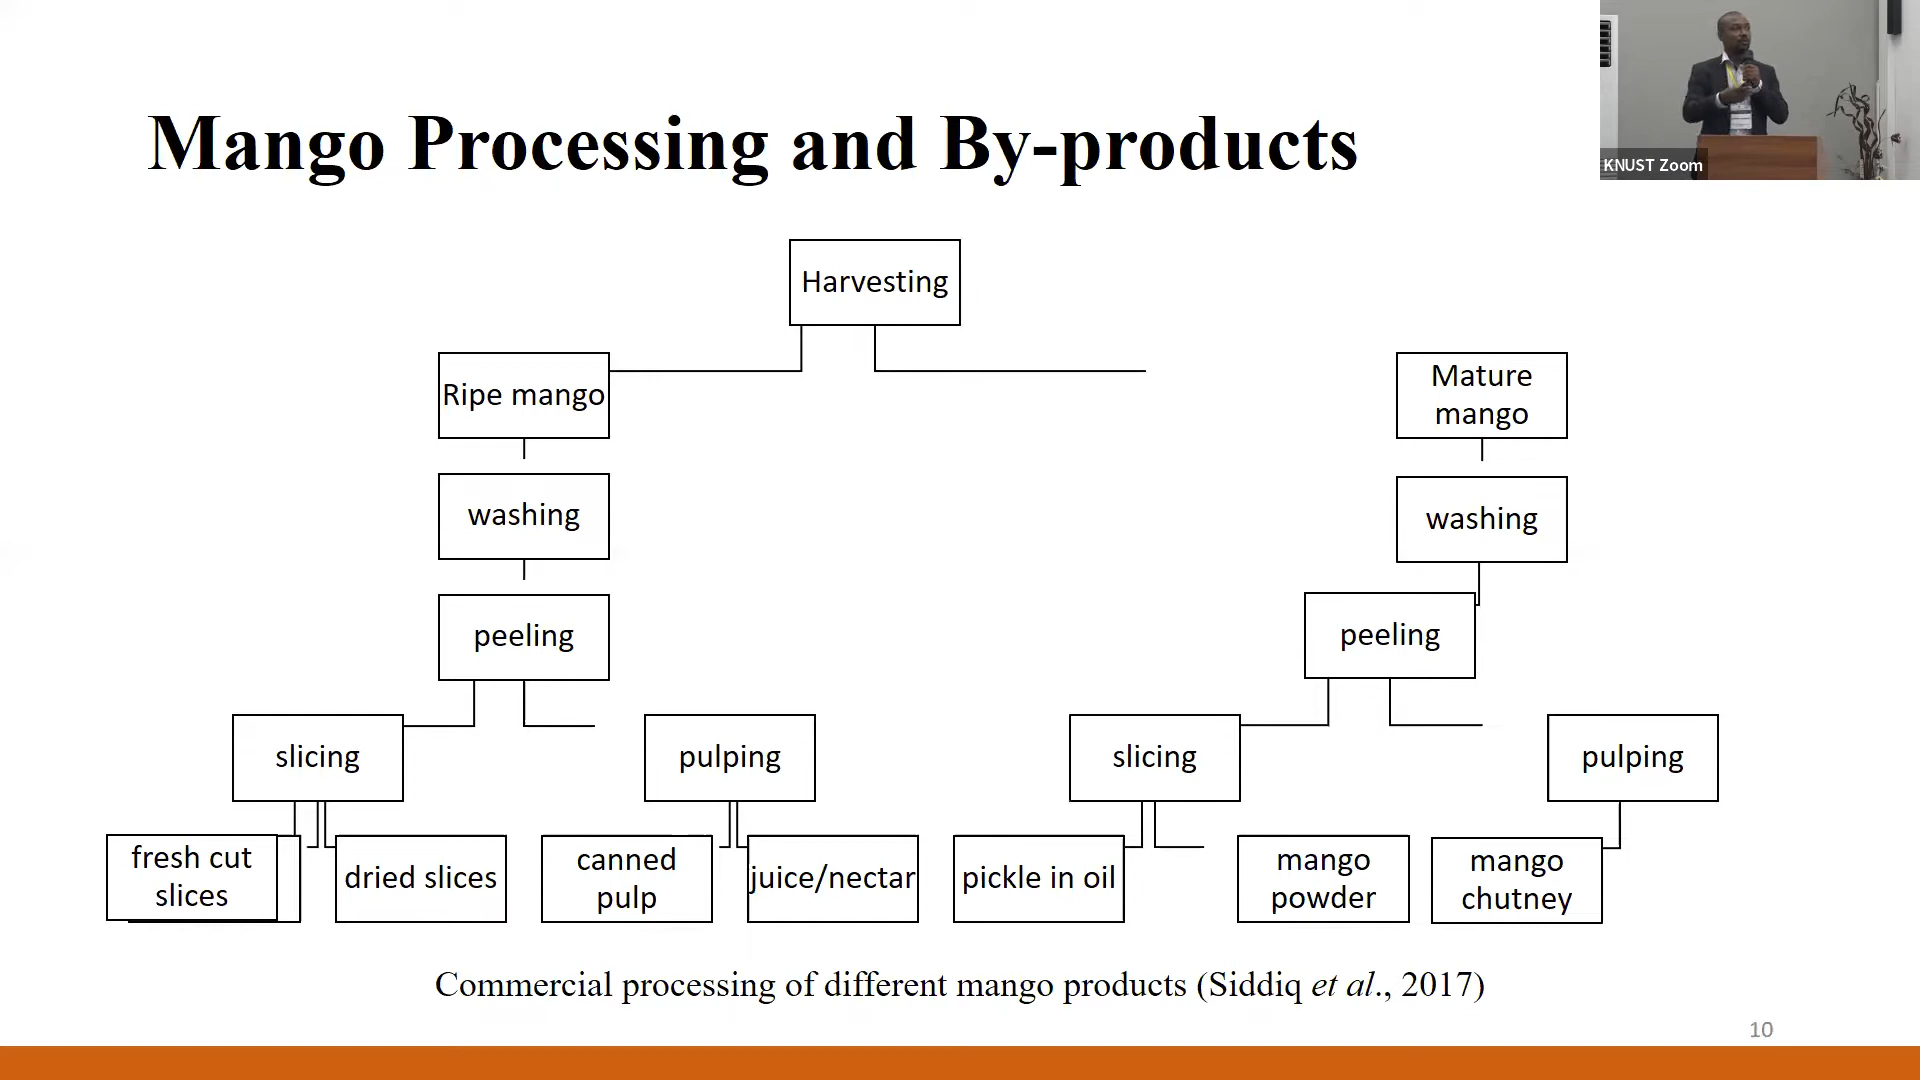 KNUST Zoom
Mango Processing and By-products
Harvesting
Ripe mango
Mature
mango
washing
washing
peeling
peeling
slicing
pulping
slicing
pulping
fresh cut
slices
dried slices
canned
pulp
juice/nectar
pickle in oil
mango
powder
mango
chutney
Commercial processing of different mango products (Siddiq et al., 2017)
10